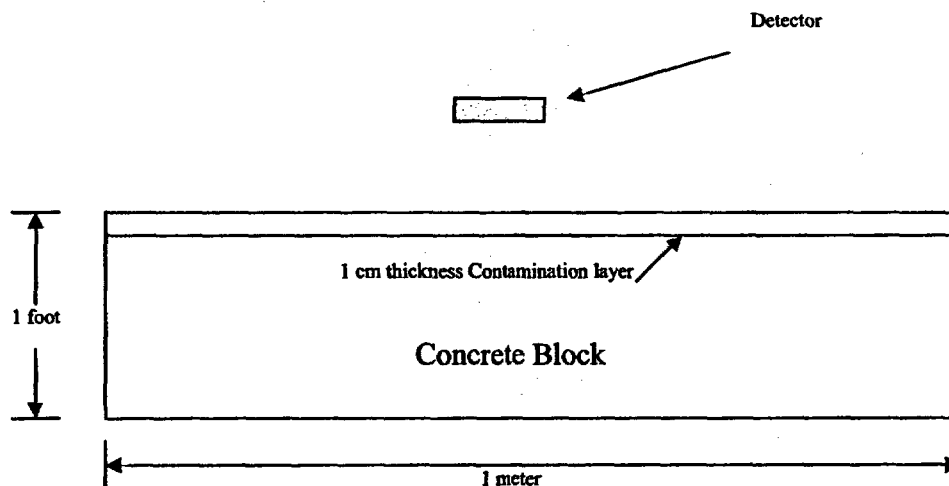 Detector
1 cm thickness Contamination layer
1 foot
Concrete Block
1 meter